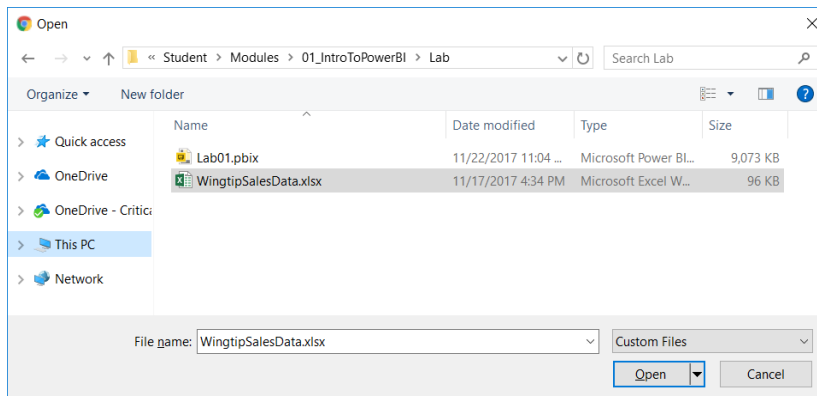 Open
« Student > Modules > 01_IntroToPowerBI > Lab
Search Lab
Organize
New folder
?
Name Date modified Type Size
Quick access
OneDrive
OneDrive - Critica
This PC
Network
Lab01.pbix 11/22/2017 11:04 ... Microsoft Power BI... 9,073 KB
WingtipSalesData.xlsx 11/17/2017 4:34 PM Microsoft Excel W... 96 KB
File name: WingtipSalesData.xlsx
Custom Files
Open
Cancel